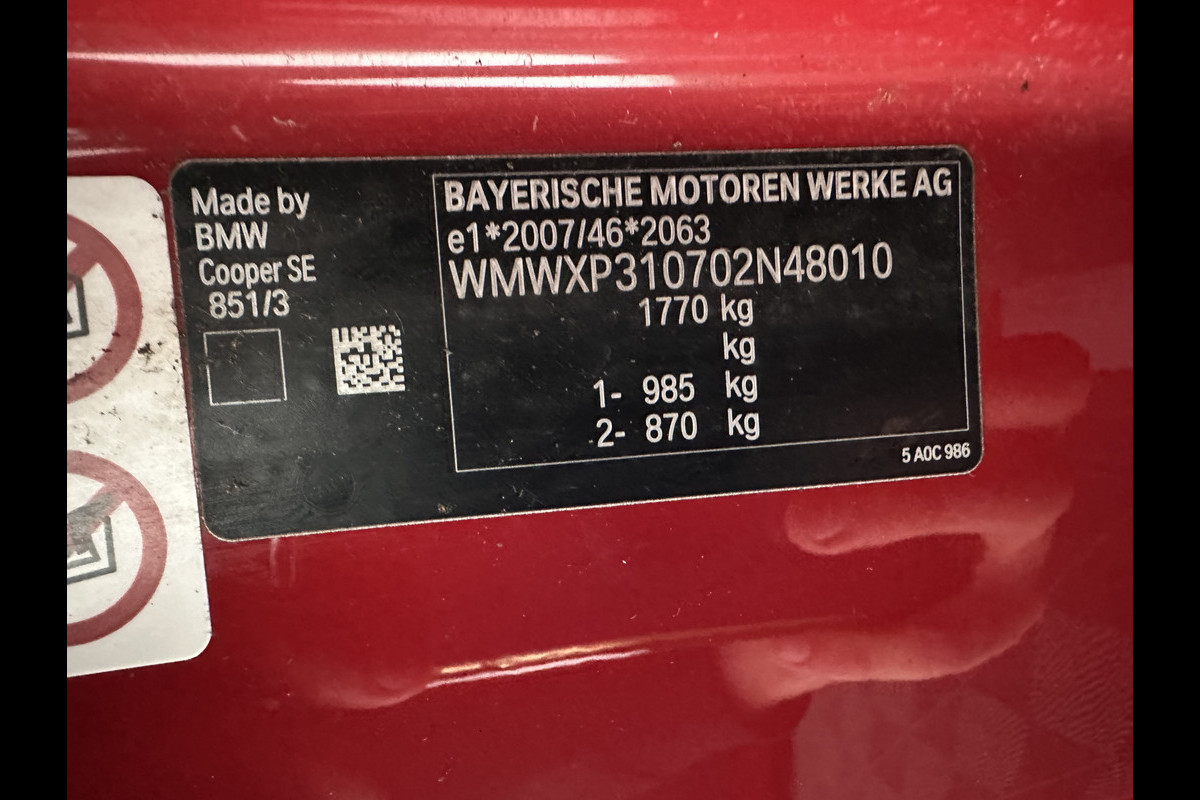 Made by
BMW
Cooper SE
851/3
BAYERISCHE MOTOREN WERKE AG
e1*2007/46*2063
WMWXP310702N48010
1770 kg
kg
1- 985 kg
2- 870 kg
5 A0C 986